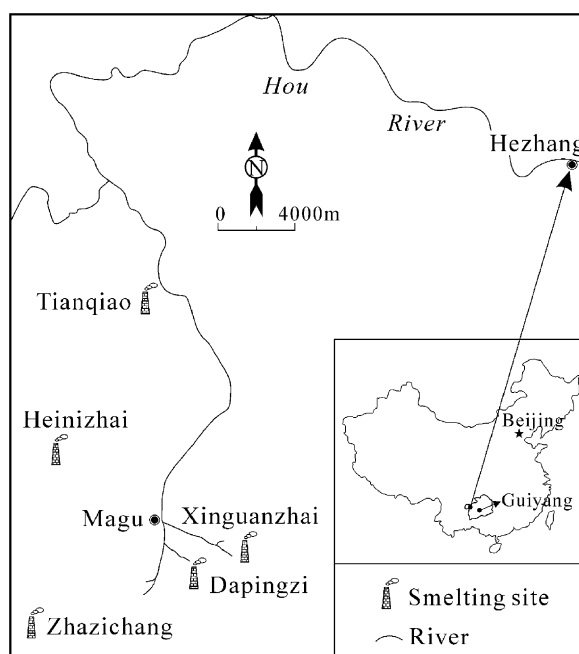 Hou
River
Hezhang
N
0 4000m
Tianqiao
Heinizhai
Beijing
Guiyang
Magu
Xinguanzhai
Dapingzi
Zhazichang
Smelting site
River